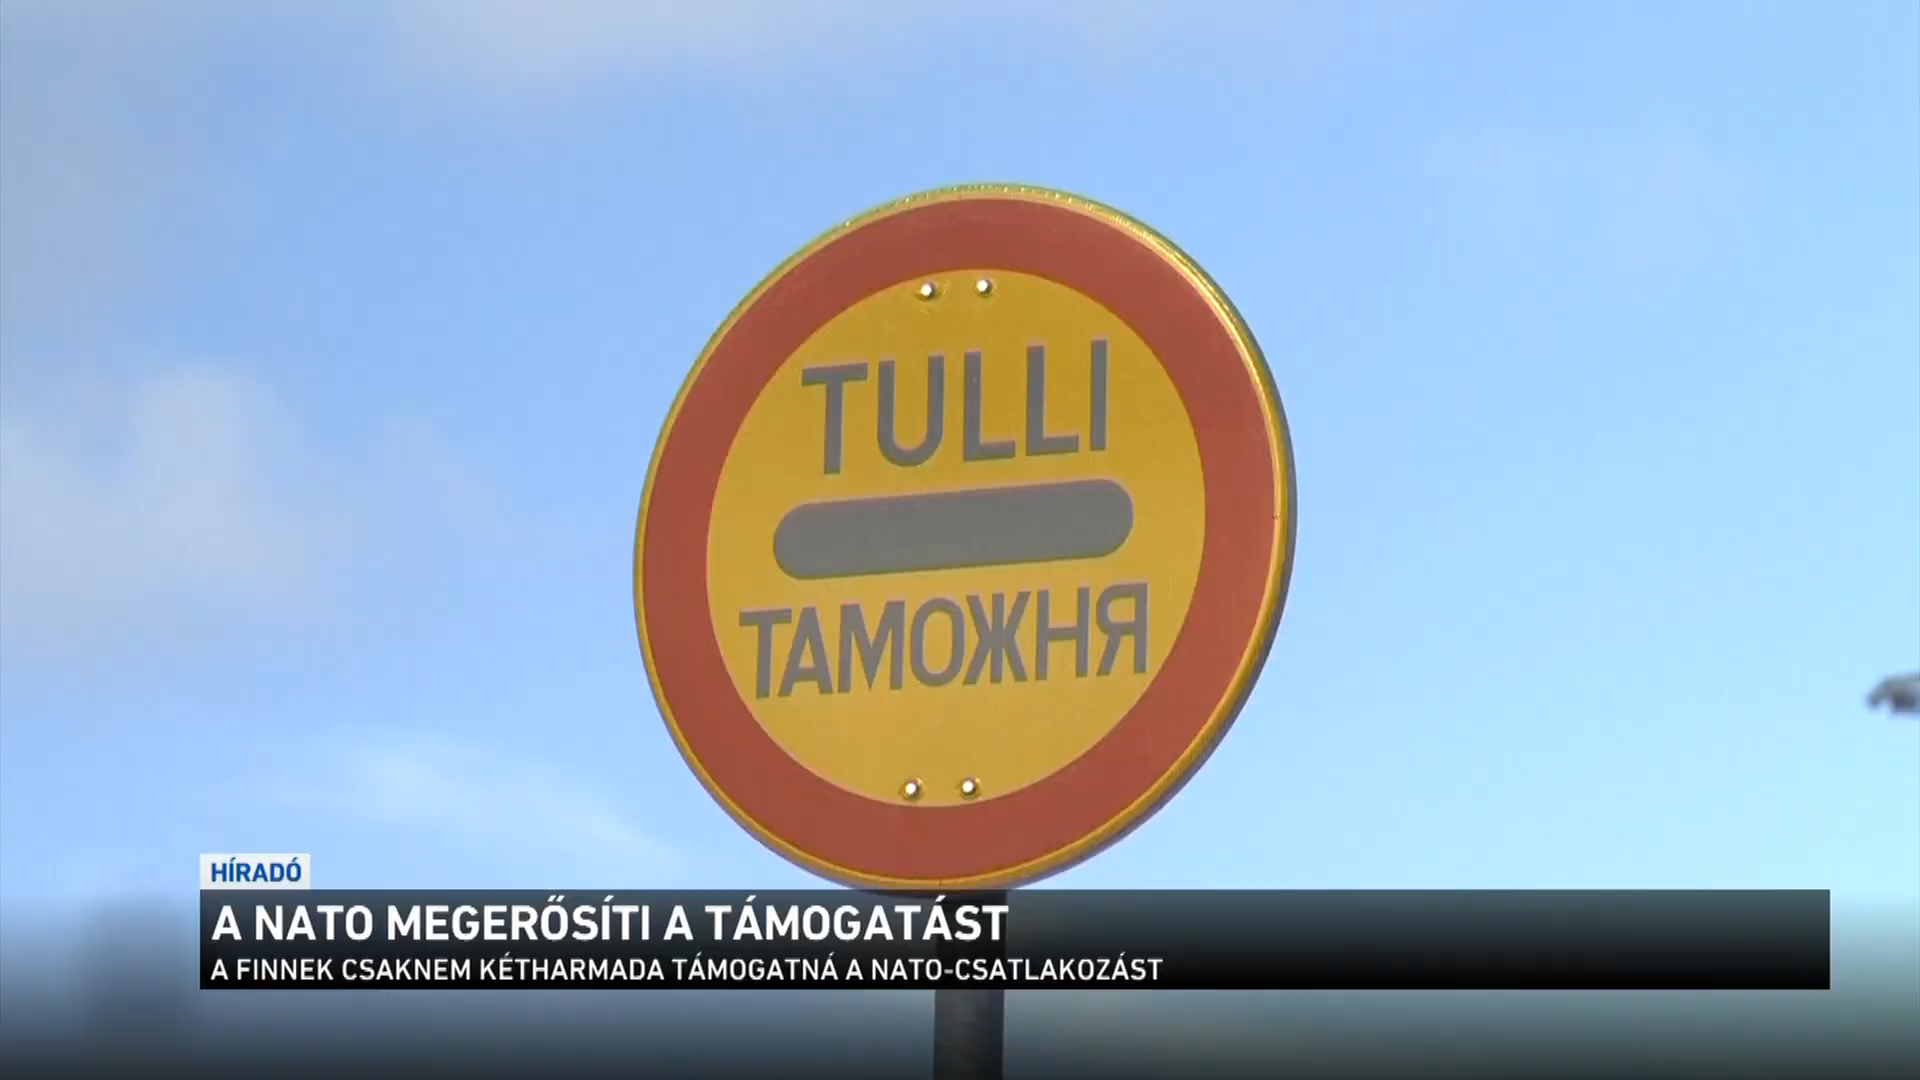 TULLI
ТАМОЖНЯ
HÍRADÓ
A NATO MEGERŐSÍTI A TÁMOGATÁST
A FINNEK CSAKNEM KÉTHARMADA TÁMOGATNÁ A NATO-CSATLAKOZÁST